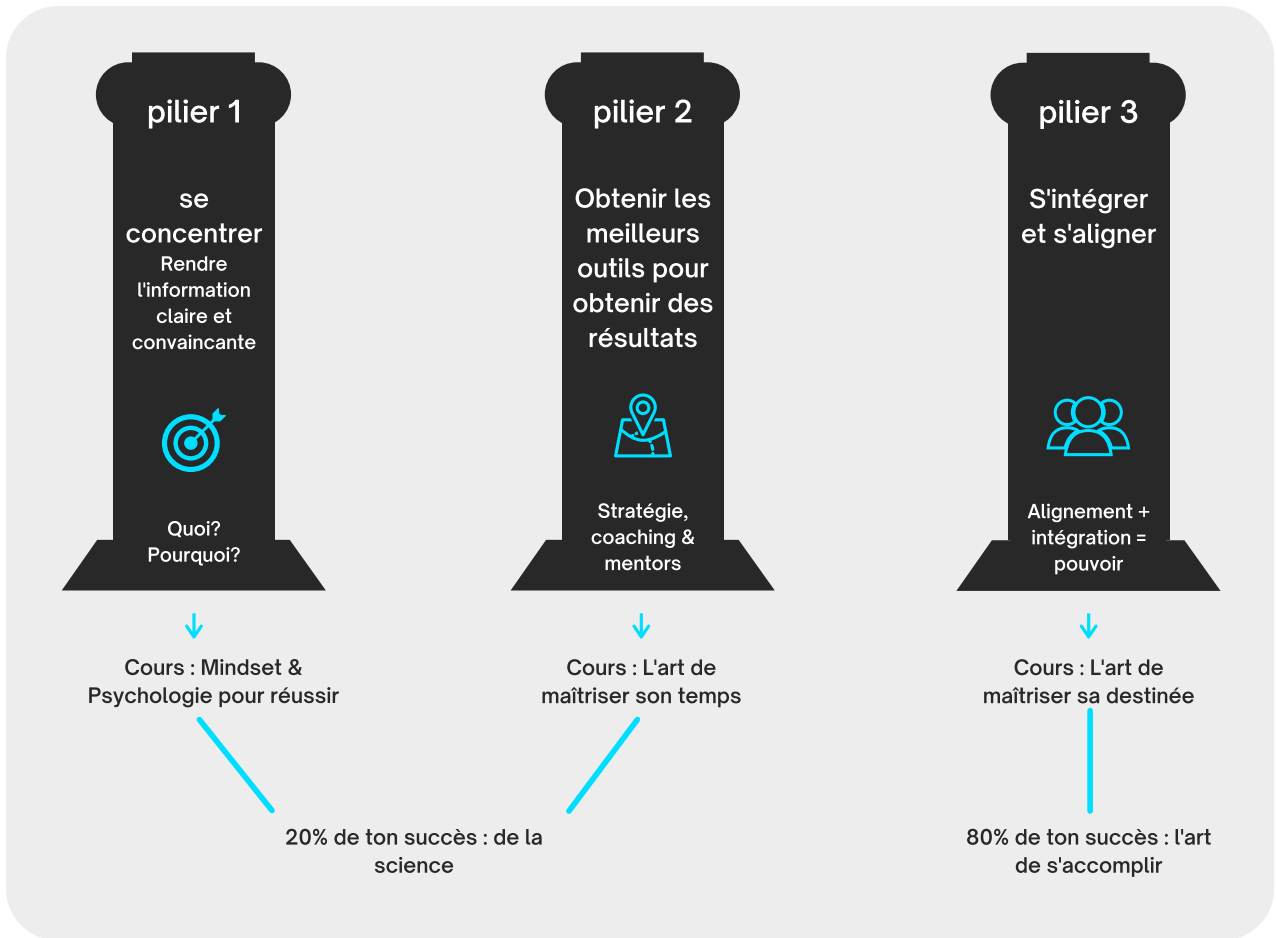 pilier 1
se
concentrer
Rendre
l'information
claire et
convaincante
Quoi?
Pourquoi?
Cours : Mindset &
Psychologie pour réussir
pilier 2
Obtenir les
meilleurs
outils pour
obtenir des
résultats
Stratégie,
coaching &
mentors
Cours : L'art de
maîtriser son temps
20% de ton succès : de la
science
pilier 3
S'intégrer
et s'aligner
Alignement +
intégration =
pouvoir
Cours : L'art de
maîtriser sa destinée
80% de ton succès : l'art
de s'accomplir